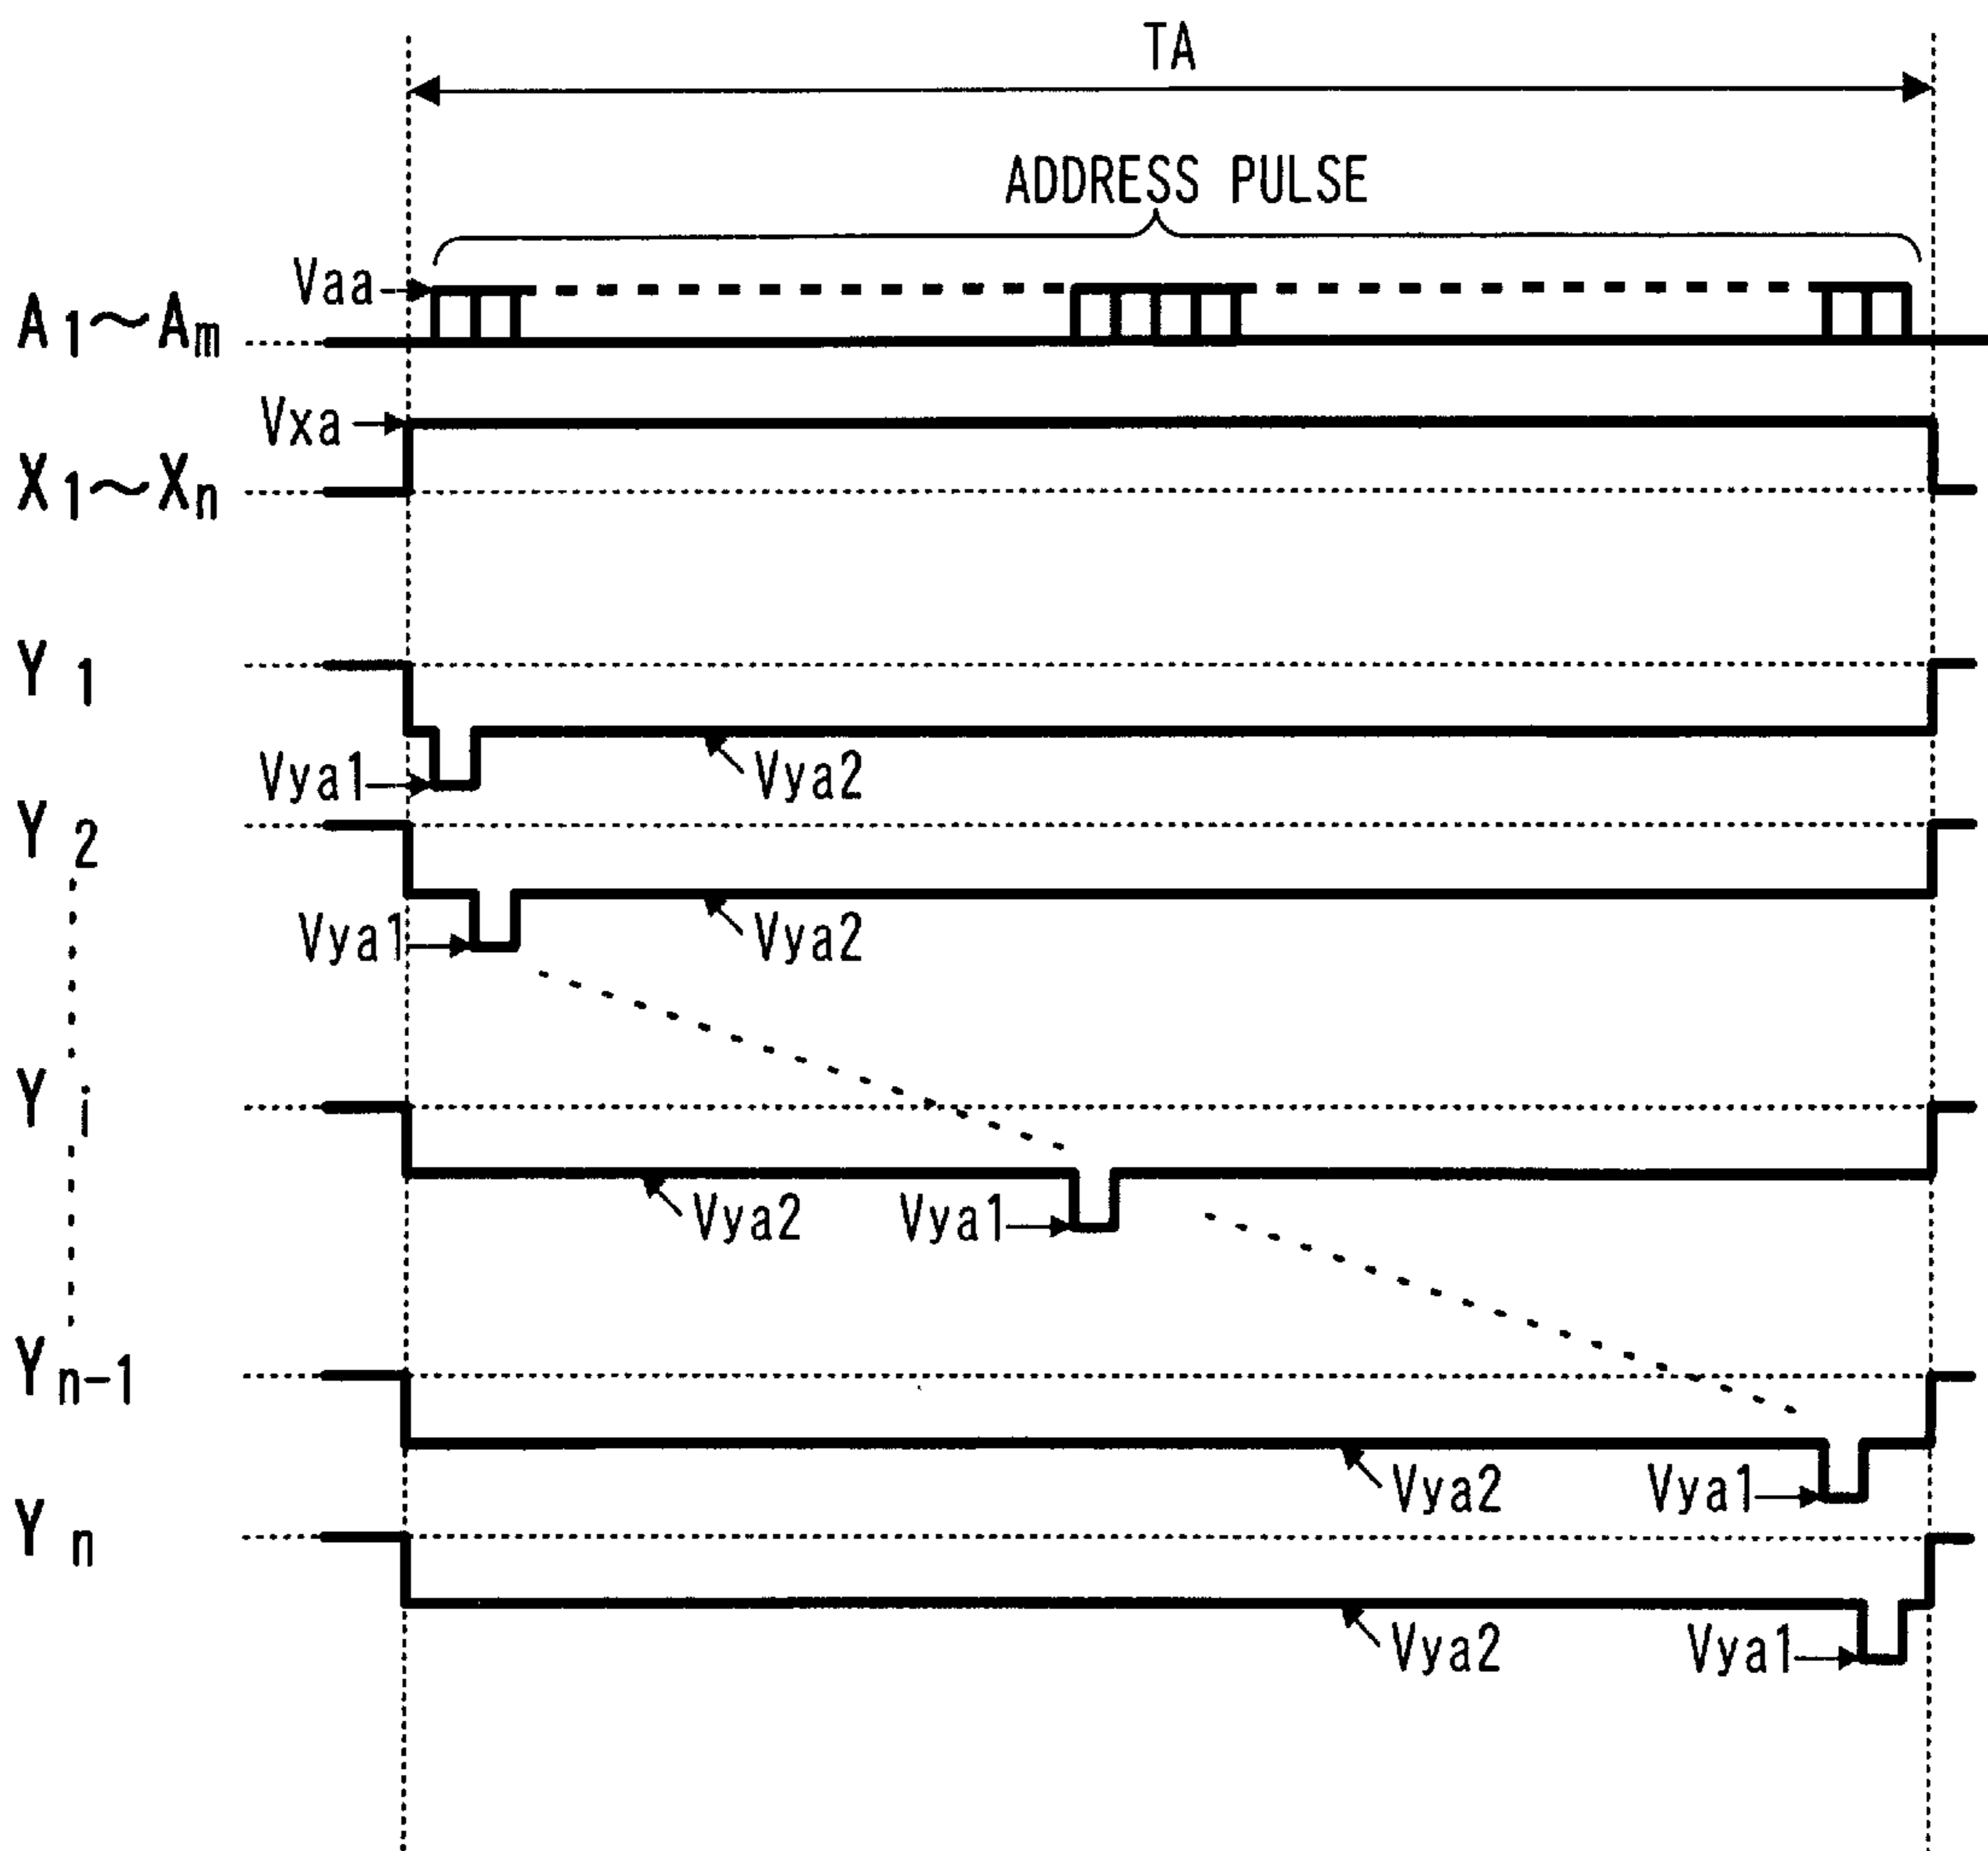 TA
ADDRESS PULSE
Vaa
A₁～Aₘ
Vxa
X₁～Xₙ
Y₁
Vya1
Vya2
Y₂
Vya1
Vya2
Yᵢ
Vya2
Vya1
Yₙ₋₁
Vya2
Vya1
Yₙ
Vya2
Vya1